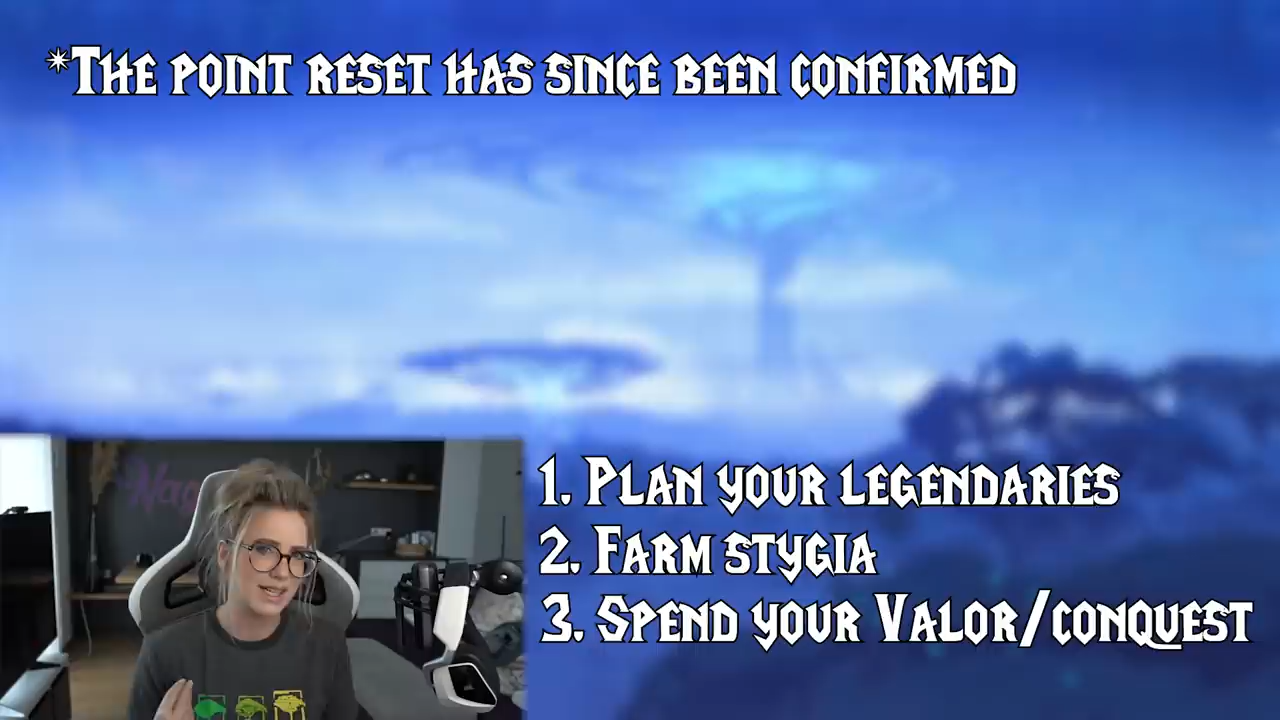 *The point reset has since been confirmed
1. Plan your legendaries
2. Farm stygia
3. Spend your Valor/conquest